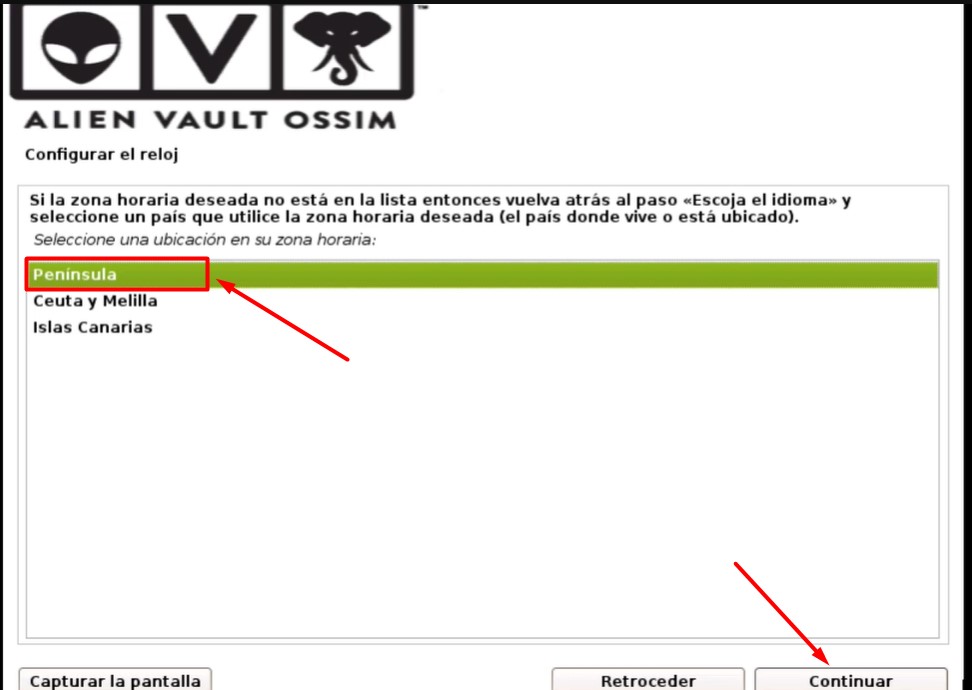 V
™
ALIEN VAULT OSSIM
Configurar el reloj
Si la zona horaria deseada no está en la lista entonces vuelva atrás al paso «Escoja el idioma» y
seleccione un país que utilice la zona horaria deseada (el país donde vive o está ubicado).
Seleccione una ubicación en su zona horaria:
Península
Ceuta y Melilla
Islas Canarias
Capturar la pantalla
Retroceder
Continuar